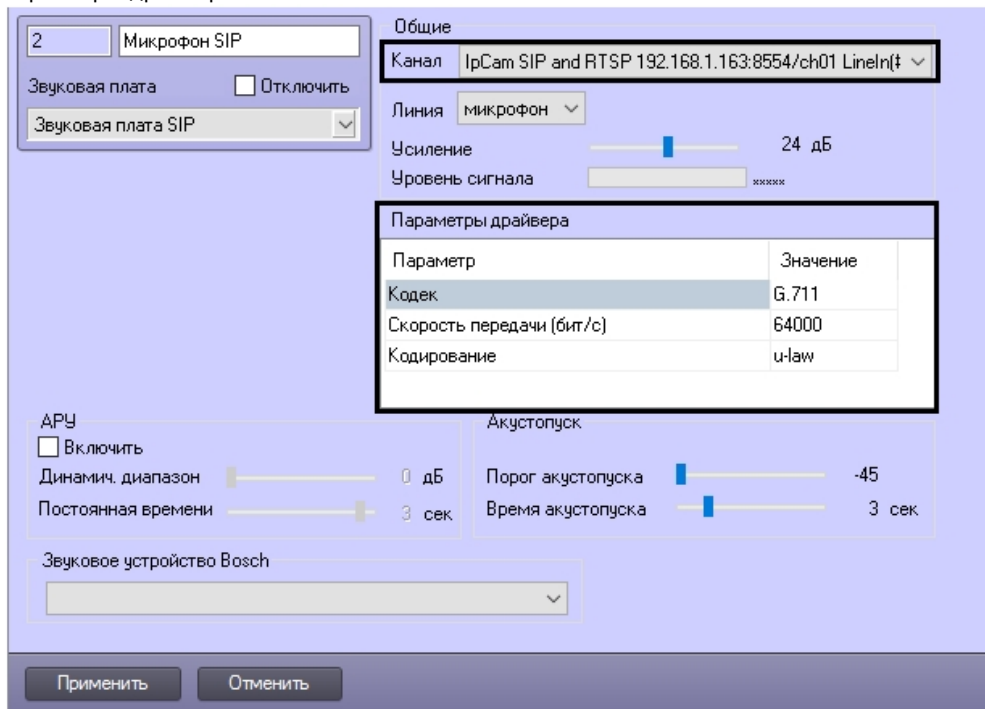 2
Микрофон SIP
Звуковая плата
Отключить
Звуковая плата SIP
Общие
Канал IpCam SIP and RTSP 192.168.1.163:8554/ch01 LineIn(
Линия микрофон
Усиление 24 дБ
Уровень сигнала xxxxx
Параметры драйвера
Параметр Значение
Кодек G.711
Скорость передачи (бит/с) 64000
Кодирование u-law
АРУ
Включить
Динамич. диапазон 0 дБ
Постоянная времени 3 сек
Акустопуск
Порог акустопуска -45
Время акустопуска 3 сек
Звуковое устройство Bosch
Применить
Отменить